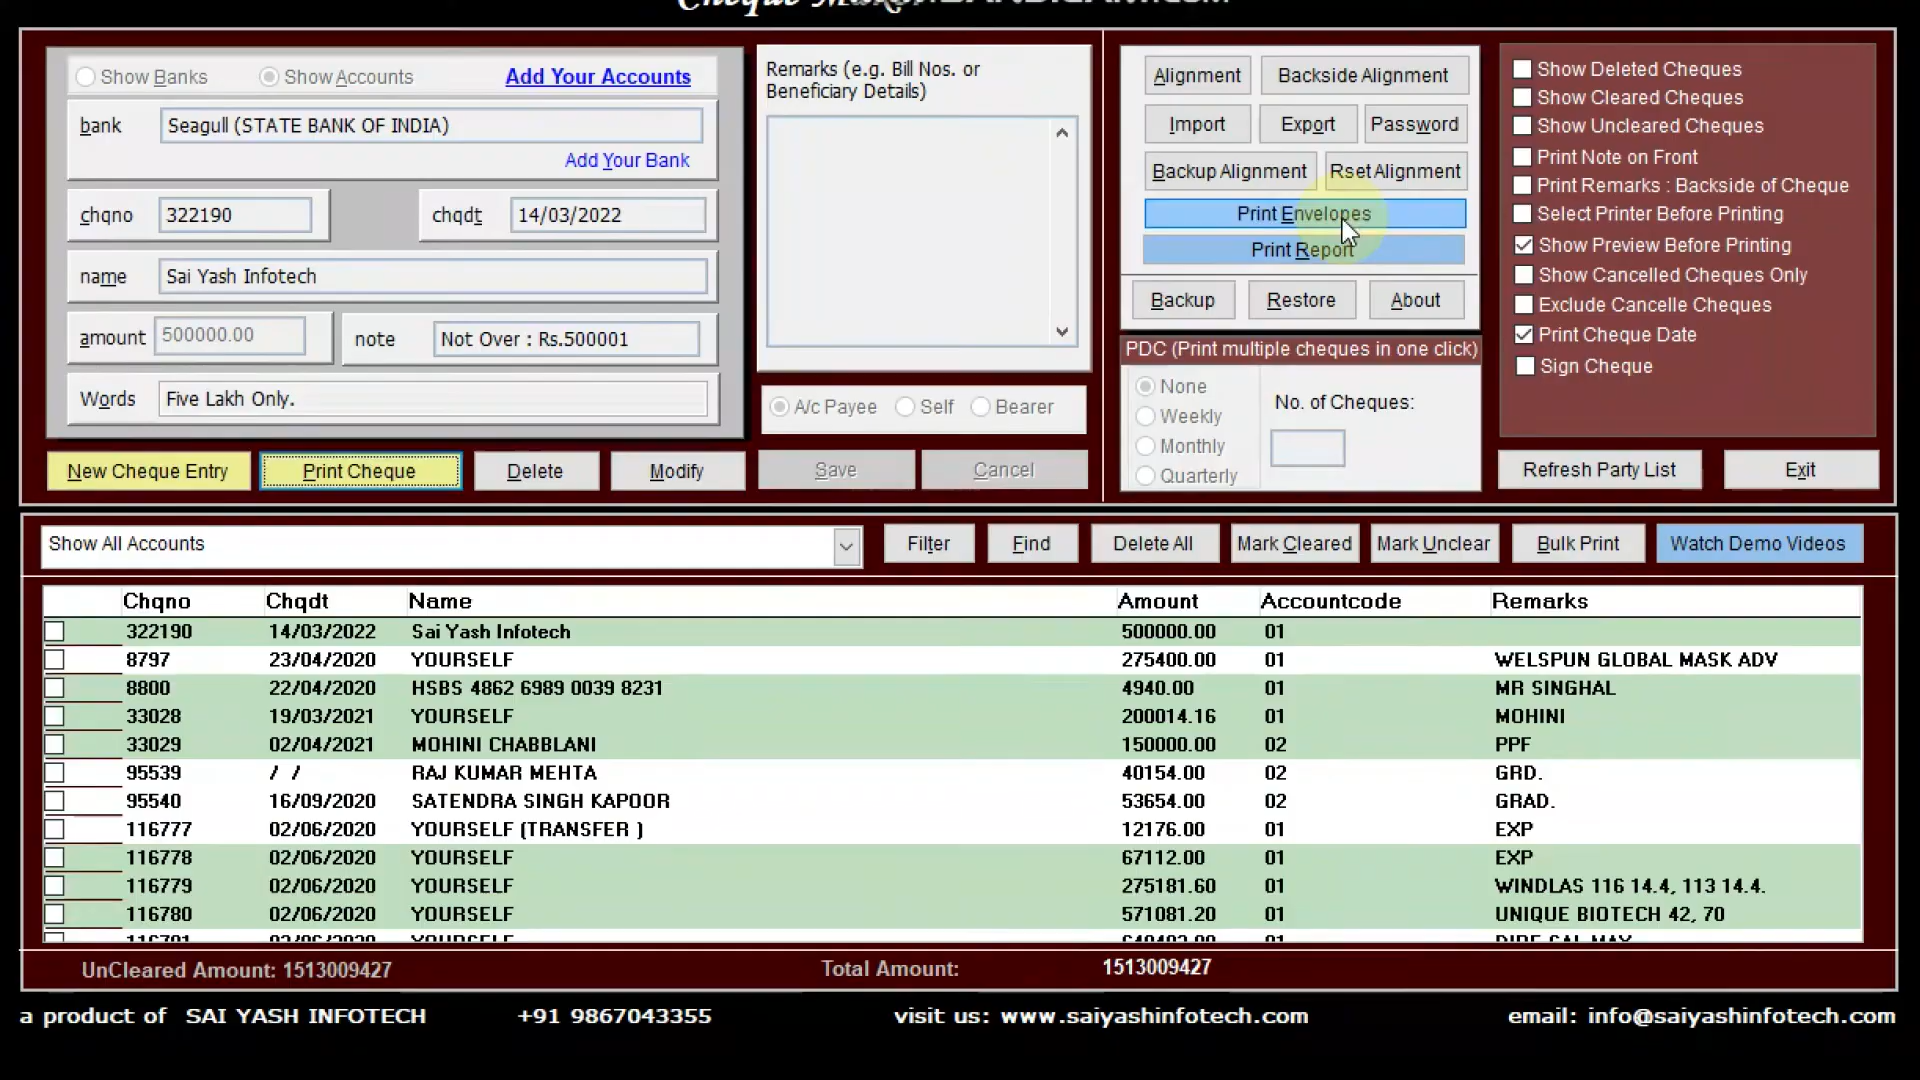 Show Banks Show Accounts Add Your Accounts
bank Seagull (STATE BANK OF INDIA)
Add Your Bank
chqno 322190 chqdt 14/03/2022
name Sai Yash Infotech
amount 500000.00 note Not Over : Rs.500001
Words Five Lakh Only.
Remarks (e.g. Bill Nos. or
Beneficiary Details)
A/c Payee Self Bearer
New Cheque Entry Print Cheque Delete Modify Save Cancel
Alignment Backside Alignment
Import Export Password
Backup Alignment Rset Alignment
Print Envelopes
Print Report
Backup Restore About
PDC (Print multiple cheques in one click)
None
Weekly
Monthly
Quarterly
No. of Cheques:
Show Deleted Cheques
Show Cleared Cheques
Show Uncleared Cheques
Print Note on Front
Print Remarks : Backside of Cheque
Select Printer Before Printing
Show Preview Before Printing
Show Cancelled Cheques Only
Exclude Cancelle Cheques
Print Cheque Date
Sign Cheque
Refresh Party List Exit
Show All Accounts Filter Find Delete All Mark Cleared Mark Unclear Bulk Print Watch Demo Videos
Chqno Chqdt Name Amount Accountcode Remarks
322190 14/03/2022 Sai Yash Infotech 500000.00 01
8797 23/04/2020 YOURSELF 275400.00 01 WELSPUN GLOBAL MASK ADV
8800 22/04/2020 HSBS 4862 6989 0039 8231 4940.00 01 MR SINGHAL
33028 19/03/2021 YOURSELF 200014.16 01 MOHINI
33029 02/04/2021 MOHINI CHABBLANI 150000.00 02 PPF
95539 / / RAJ KUMAR MEHTA 40154.00 02 GRD.
95540 16/09/2020 SATENDRA SINGH KAPOOR 53654.00 02 GRAD.
116777 02/06/2020 YOURSELF (TRANSFER ) 12176.00 01 EXP
116778 02/06/2020 YOURSELF 67112.00 01 EXP
116779 02/06/2020 YOURSELF 275181.60 01 WINDLAS 116 14.4, 113 14.4.
116780 02/06/2020 YOURSELF 571081.20 01 UNIQUE BIOTECH 42, 70
UnCleared Amount: 1513009427 Total Amount: 1513009427
a product of SAI YASH INFOTECH +91 9867043355 visit us: www.saiyashinfotech.com email: info@saiyashinfotech.com